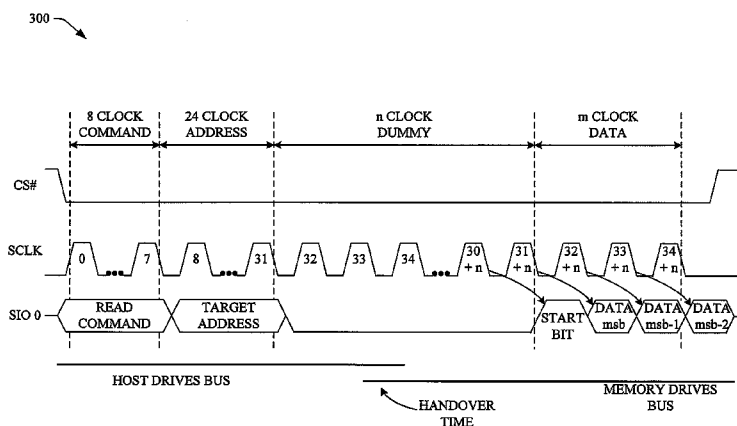 300
8 CLOCK COMMAND
24 CLOCK ADDRESS
n CLOCK DUMMY
m CLOCK DATA
CS#
SCLK
0 ••• 7 8 ••• 31 32 33 34 ••• 30 +n 31 +n 32 +n 33 +n 34 +n
SIO 0
READ COMMAND
TARGET ADDRESS
START BIT
DATA msb
DATA msb-1
DATA msb-2
HOST DRIVES BUS
HANDOVER TIME
MEMORY DRIVES BUS